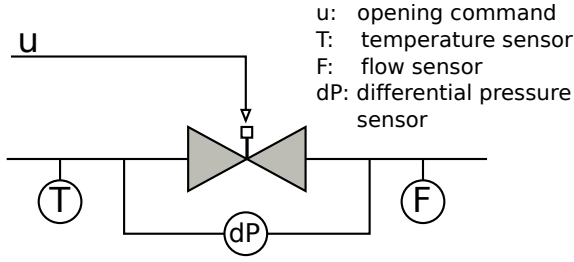 u: opening command
T: temperature sensor
F: flow sensor
dP: differential pressure
sensor
u
T
dP
F